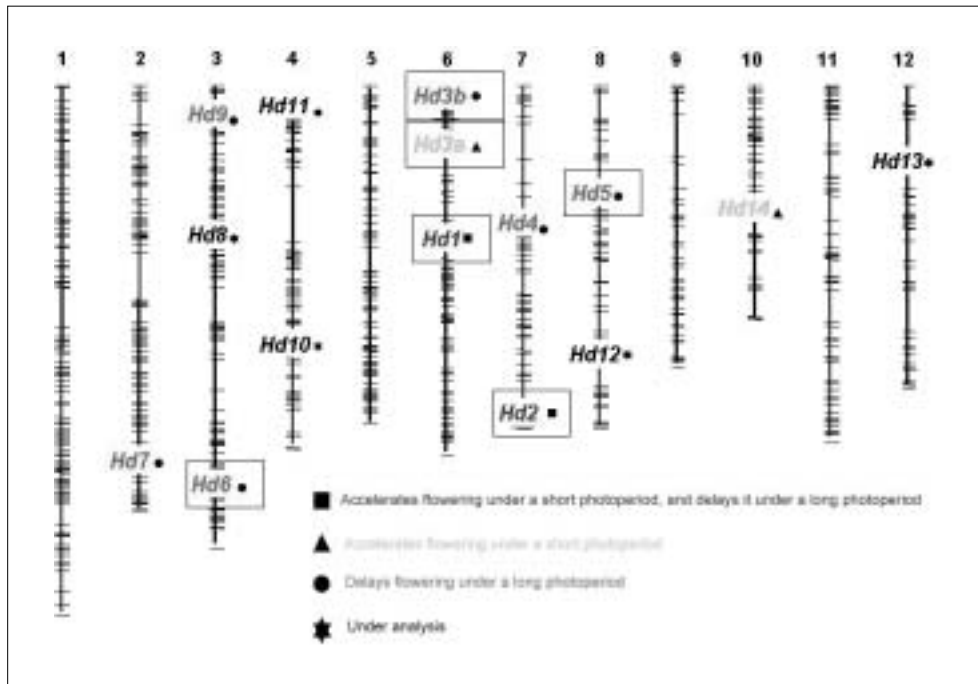 1 2 3 4 5 6 7 8 9 10 11 12
Hd3b
Hd9
Hd11
Hd3a
Hd13
Hd5
Hd14
Hd4
Hd8
Hd1
Hd10
Hd12
Hd2
Hd7
Hd6
Accelerates flowering under a short photoperiod, and delays it under a long photoperiod
Accelerates flowering under a short photoperiod
Delays flowering under a long photoperiod
Under analysis